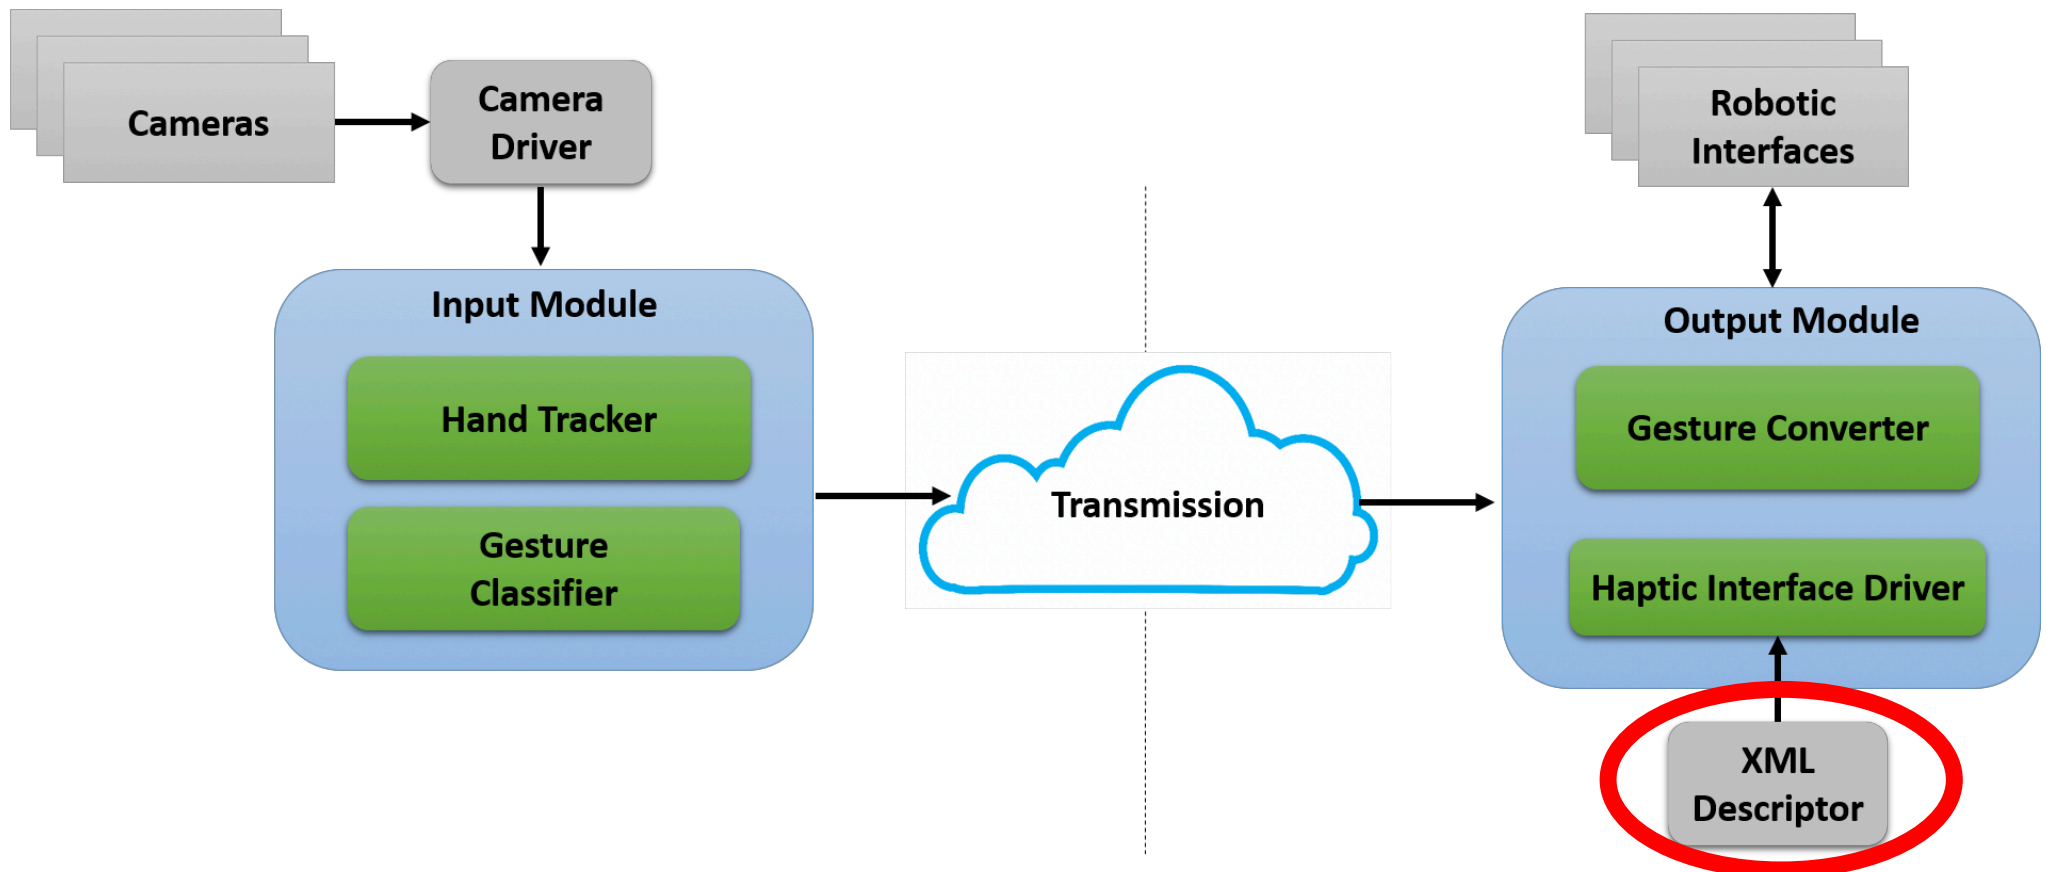 Cameras
Camera
Driver
Input Module
Hand Tracker
Gesture
Classifier
Transmission
Robotic
Interfaces
Output Module
Gesture Converter
Haptic Interface Driver
XML
Descriptor